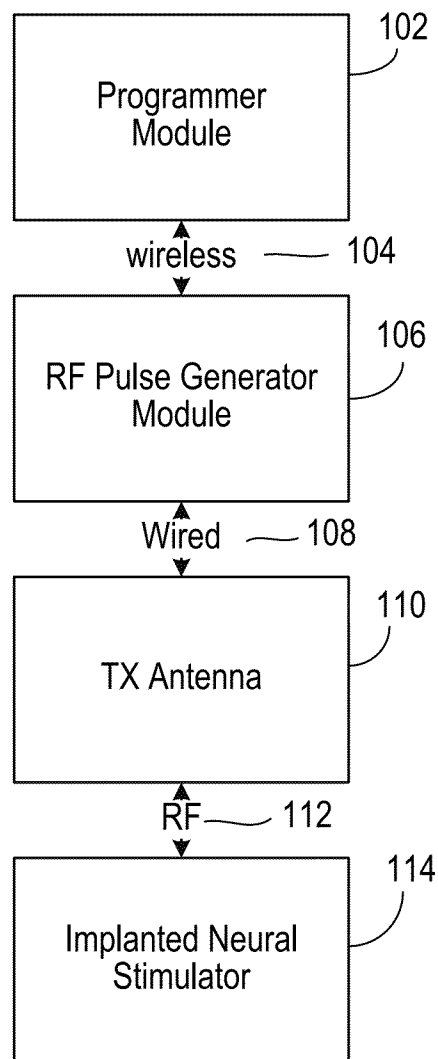 102
Programmer
Module
wireless 104
RF Pulse Generator
Module
106
Wired 108
110
TX Antenna
RF 112
114
Implanted Neural
Stimulator